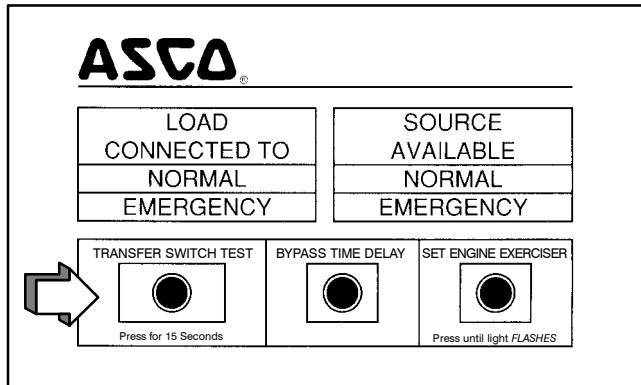 ASCO®
LOAD
CONNECTED TO
NORMAL
EMERGENCY
SOURCE
AVAILABLE
NORMAL
EMERGENCY
TRANSFER SWITCH TEST
Press for 15 Seconds
BYPASS TIME DELAY
SET ENGINE EXERCISER
Press until light FLASHES